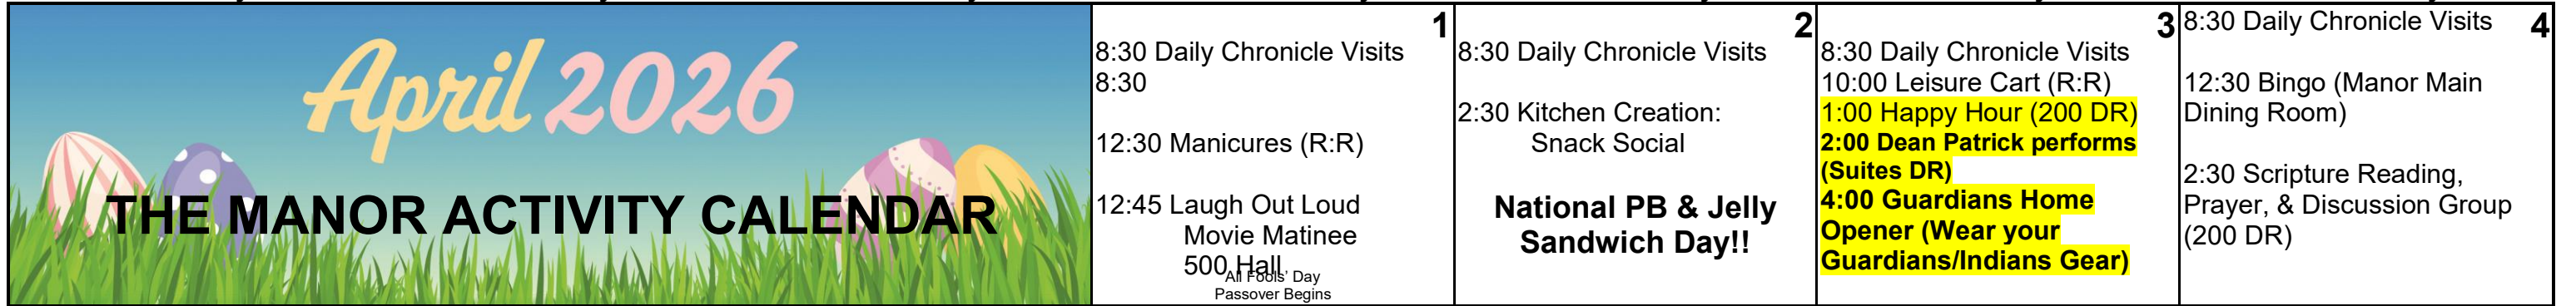 April 2026
THE MANOR ACTIVITY CALENDAR
1
8:30 Daily Chronicle Visits
8:30
12:30 Manicures (R:R)
12:45 Laugh Out Loud
Movie Matinee
500 Hall
All Fools' Day
Passover Begins
2
8:30 Daily Chronicle Visits
2:30 Kitchen Creation:
Snack Social
National PB & Jelly
Sandwich Day!!
3
8:30 Daily Chronicle Visits
10:00 Leisure Cart (R:R)
1:00 Happy Hour (200 DR)
2:00 Dean Patrick performs
(Suites DR)
4:00 Guardians Home
Opener (Wear your
Guardians/Indians Gear)
4
8:30 Daily Chronicle Visits
12:30 Bingo (Manor Main
Dining Room)
2:30 Scripture Reading,
Prayer, & Discussion Group
(200 DR)